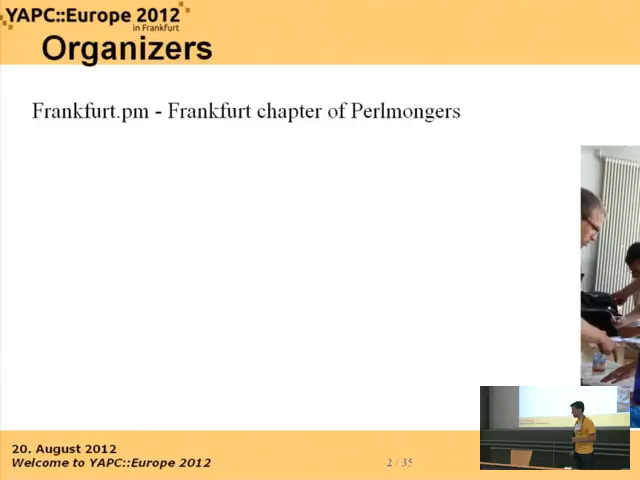 YAPC::Europe 2012
in Frankfurt
Organizers
Frankfurt.pm - Frankfurt chapter of Perlmongers
20. August 2012
Welcome to YAPC::Europe 2012
2 / 35